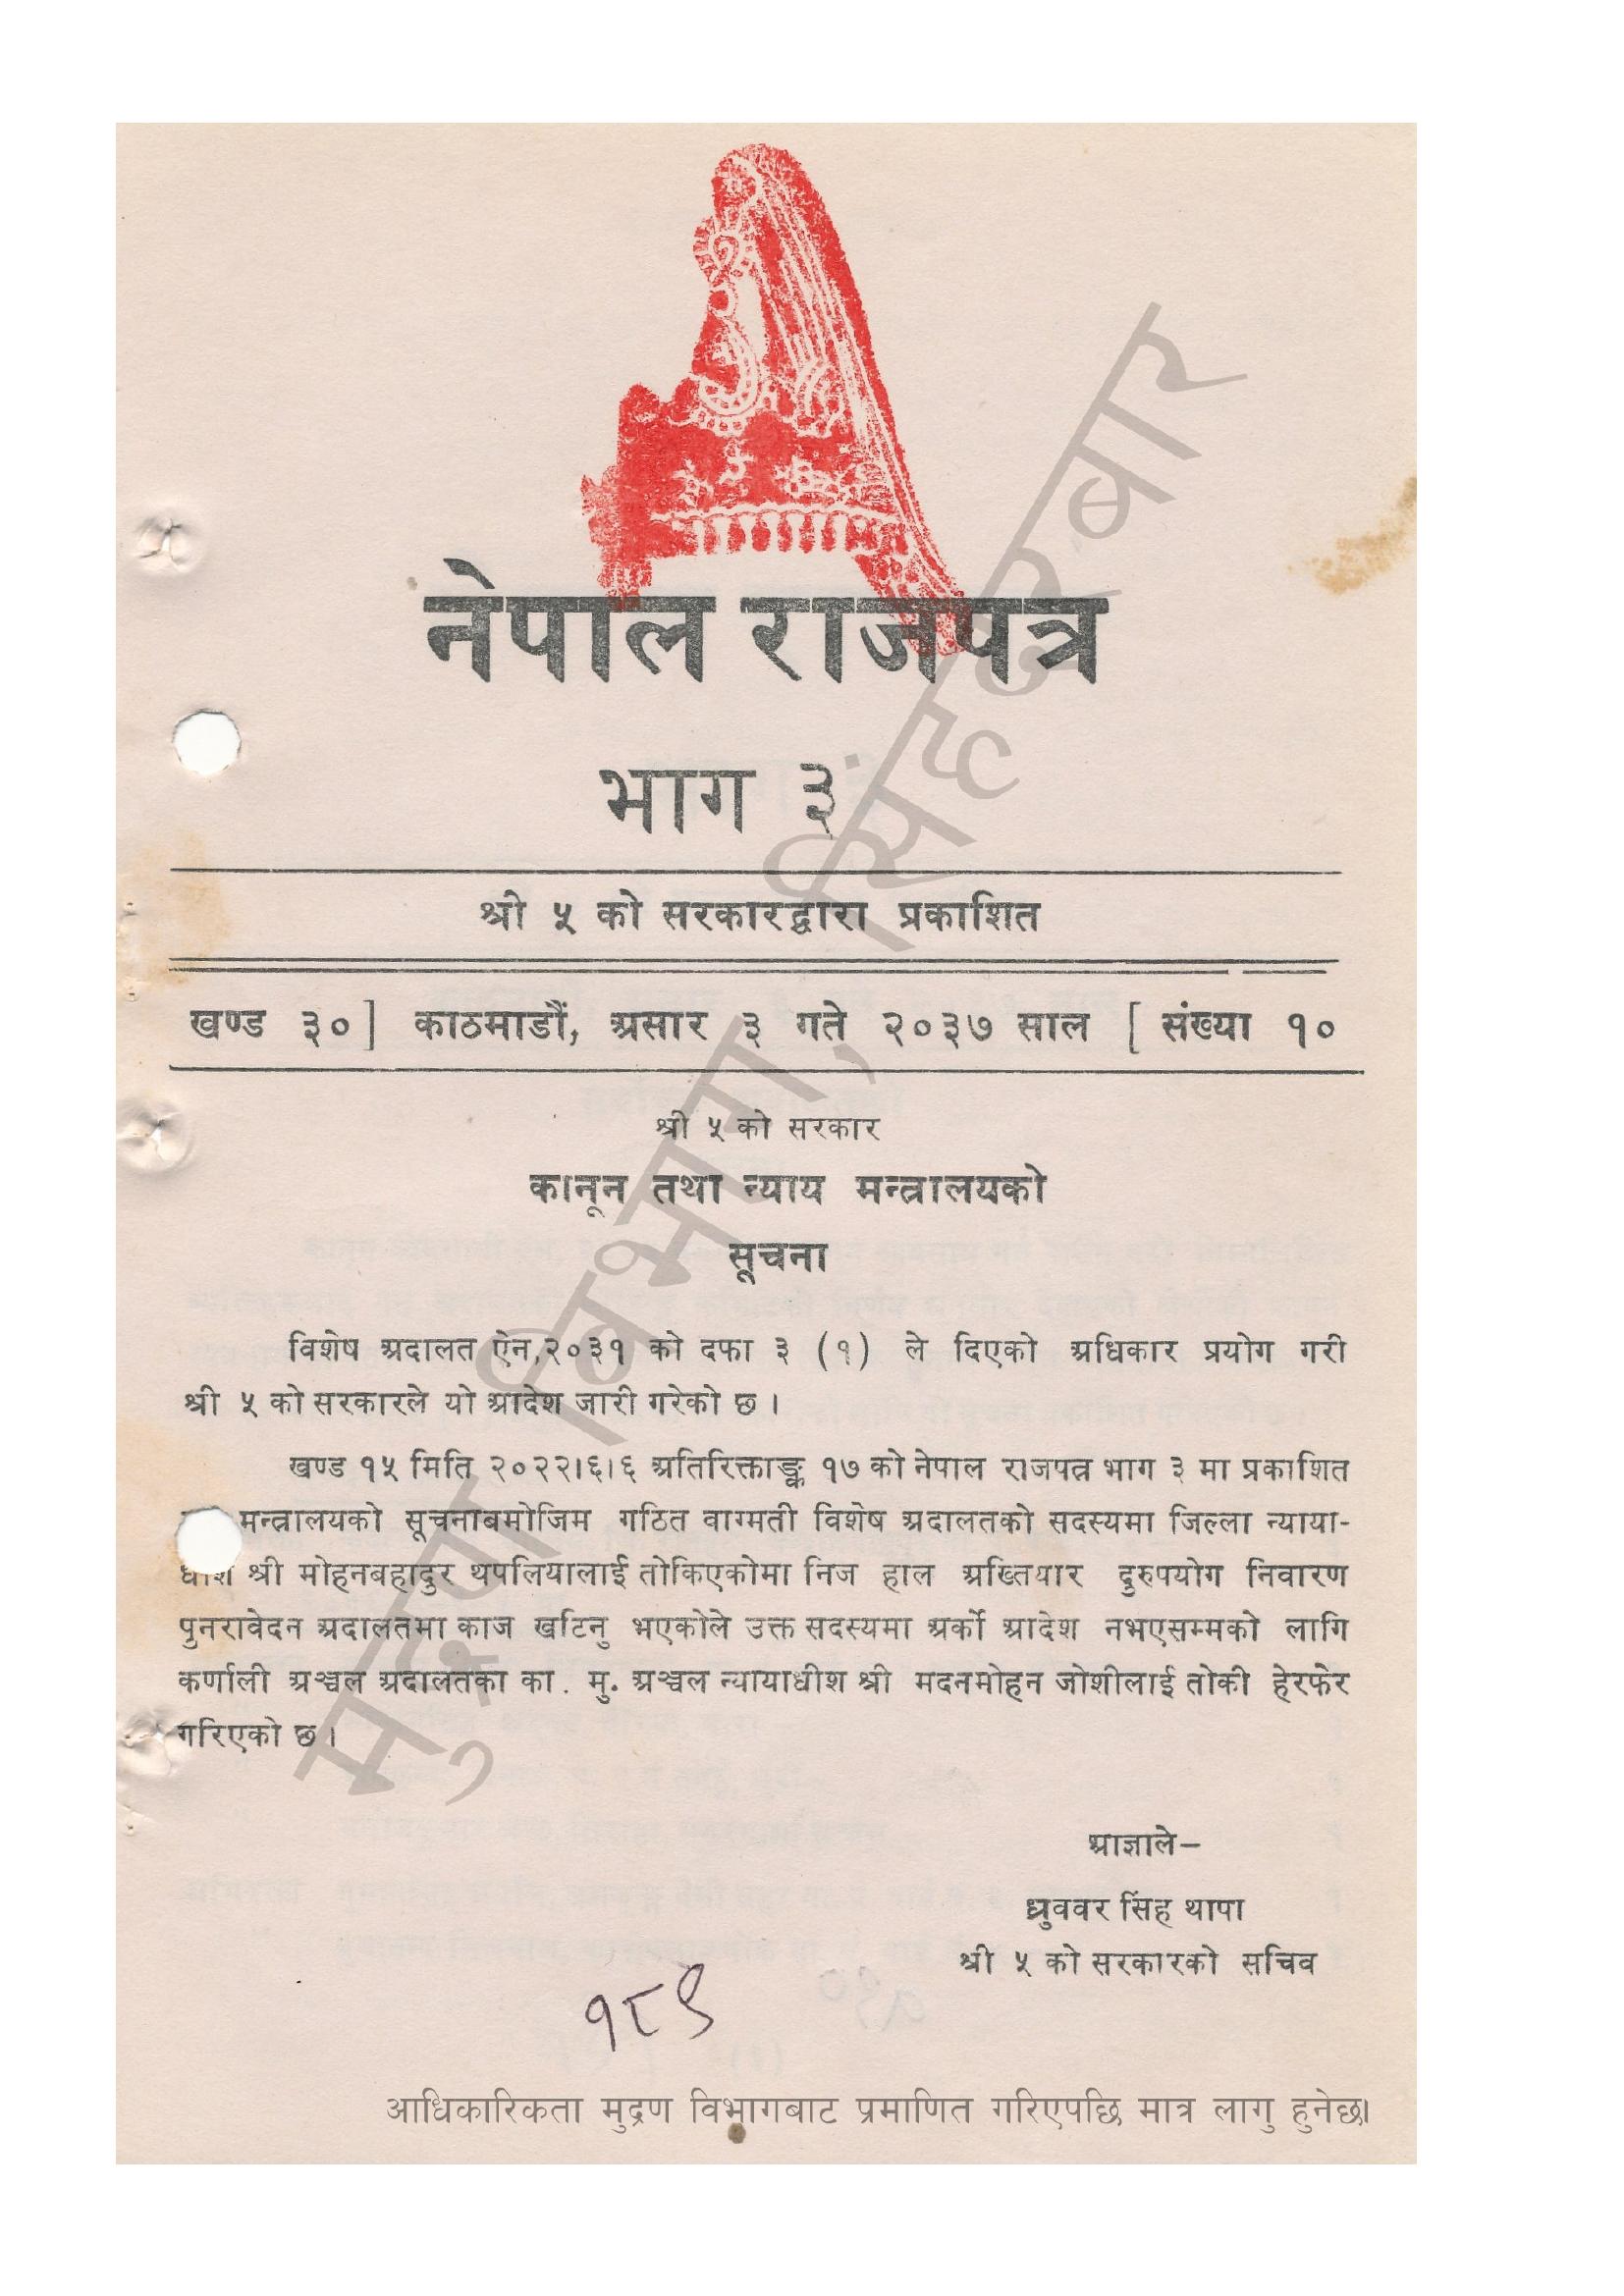 नेपाल राजपत्र
भाग ३
श्री ५ को सरकारद्वारा प्रकाशित
खण्ड ३०] काठमाडौं, असार ३ गते २०३७ साल [ संख्या १०
श्री ५ को सरकार
कानून तथा न्याय मन्त्रालयको
सूचना
विशेष अदालत ऐन,२०३१ को दफा ३ (१) ले दिएको अधिकार प्रयोग गरी
श्री ५ को सरकारले यो आदेश जारी गरेको छ ।
खण्ड १५ मिति २०२२।६।६ अतिरिक्ताङ्क १७ को नेपाल राजपत्र भाग ३ मा प्रकाशित
मन्त्रालयको सूचनाबमोजिम गठित वाग्मती विशेष अदालतको सदस्यमा जिल्ला न्याया-
धीश श्री मोहनबहादुर थपलियालाई तोकिएकोमा निज हाल अख्तियार दुरुपयोग निवारण
पुनरावेदन अदालतमा काज खटिनु भएकोले उक्त सदस्यमा अर्को आदेश नभएसम्मको लागि
कर्णाली अञ्चल अदालतका का. मु. अञ्चल न्यायाधीश श्री मदनमोहन जोशीलाई तोकी हेरफेर
गरिएको छ ।
आज्ञाले–
ध्रुववर सिंह थापा
श्री ५ को सरकारको सचिव
१८९
आधिकारिकता मुद्रण विभागबाट प्रमाणित गरिएपछि मात्र लागु हुनेछ।
मुद्रण विभाग, सिंहदरबार